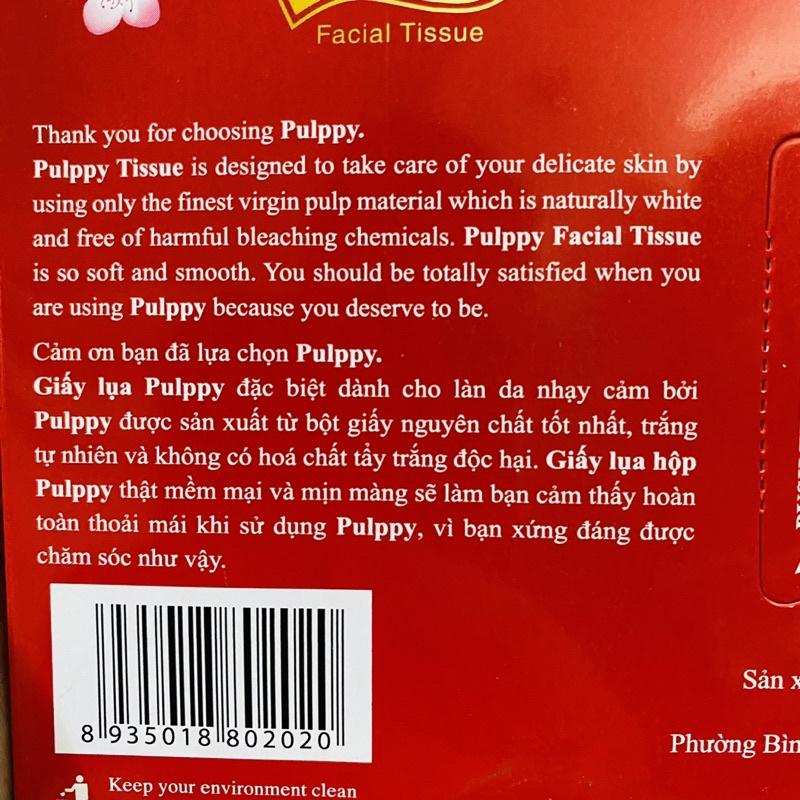 Facial Tissue
Thank you for choosing Pulppy.
Pulppy Tissue is designed to take care of your delicate skin by
using only the finest virgin pulp material which is naturally white
and free of harmful bleaching chemicals. Pulppy Facial Tissue
is so soft and smooth. You should be totally satisfied when you
are using Pulppy because you deserve to be.
Cảm ơn bạn đã lựa chọn Pulppy.
Giấy lụa Pulppy đặc biệt dành cho làn da nhạy cảm bởi
Pulppy được sản xuất từ bột giấy nguyên chất tốt nhất, trắng
tự nhiên và không có hoá chất tẩy trắng độc hại. Giấy lụa hộp
Pulppy thật mềm mại và mịn màng sẽ làm bạn cảm thấy hoàn
toàn thoải mái khi sử dụng Pulppy, vì bạn xứng đáng được
chăm sóc như vậy.
8 935018 802020
Sản
Phường
Keep your environment clean